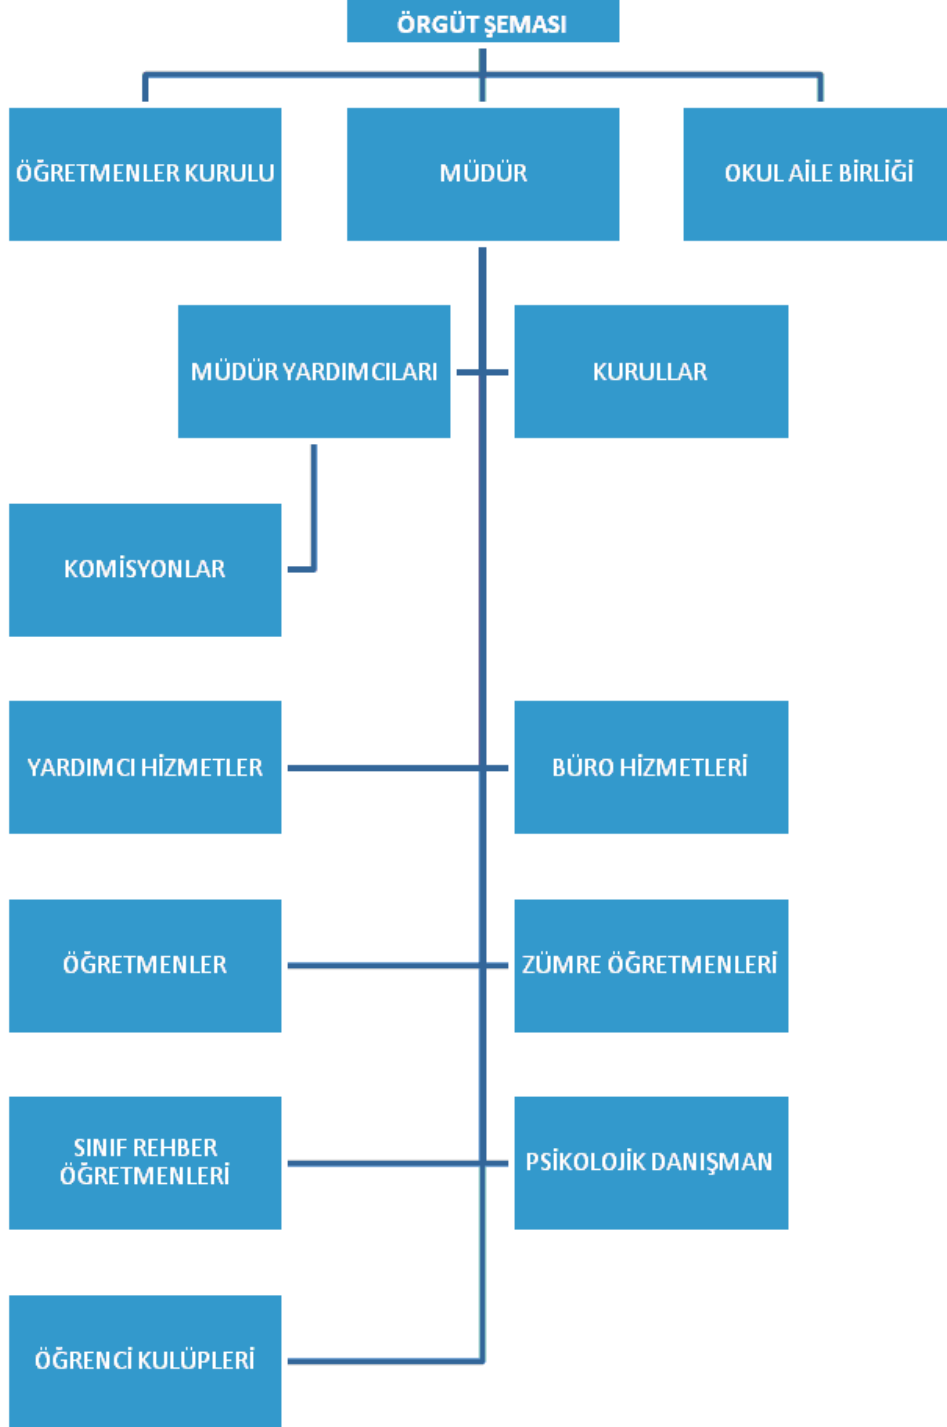 ÖRGÜT ŞEMASI
ÖĞRETMENLER KURULU
MÜDÜR
OKUL AİLE BİRLİĞİ
MÜDÜR YARDIMCILARI
KURULLAR
KOMİSYONLAR
YARDIMCI HİZMETLER
BÜRO HİZMETLERİ
ÖĞRETMENLER
ZÜMRE ÖĞRETMENLERİ
SINIF REHBER
ÖĞRETMENLERİ
PSİKOLOJİK DANIŞMAN
ÖĞRENCİ KULÜPLERİ